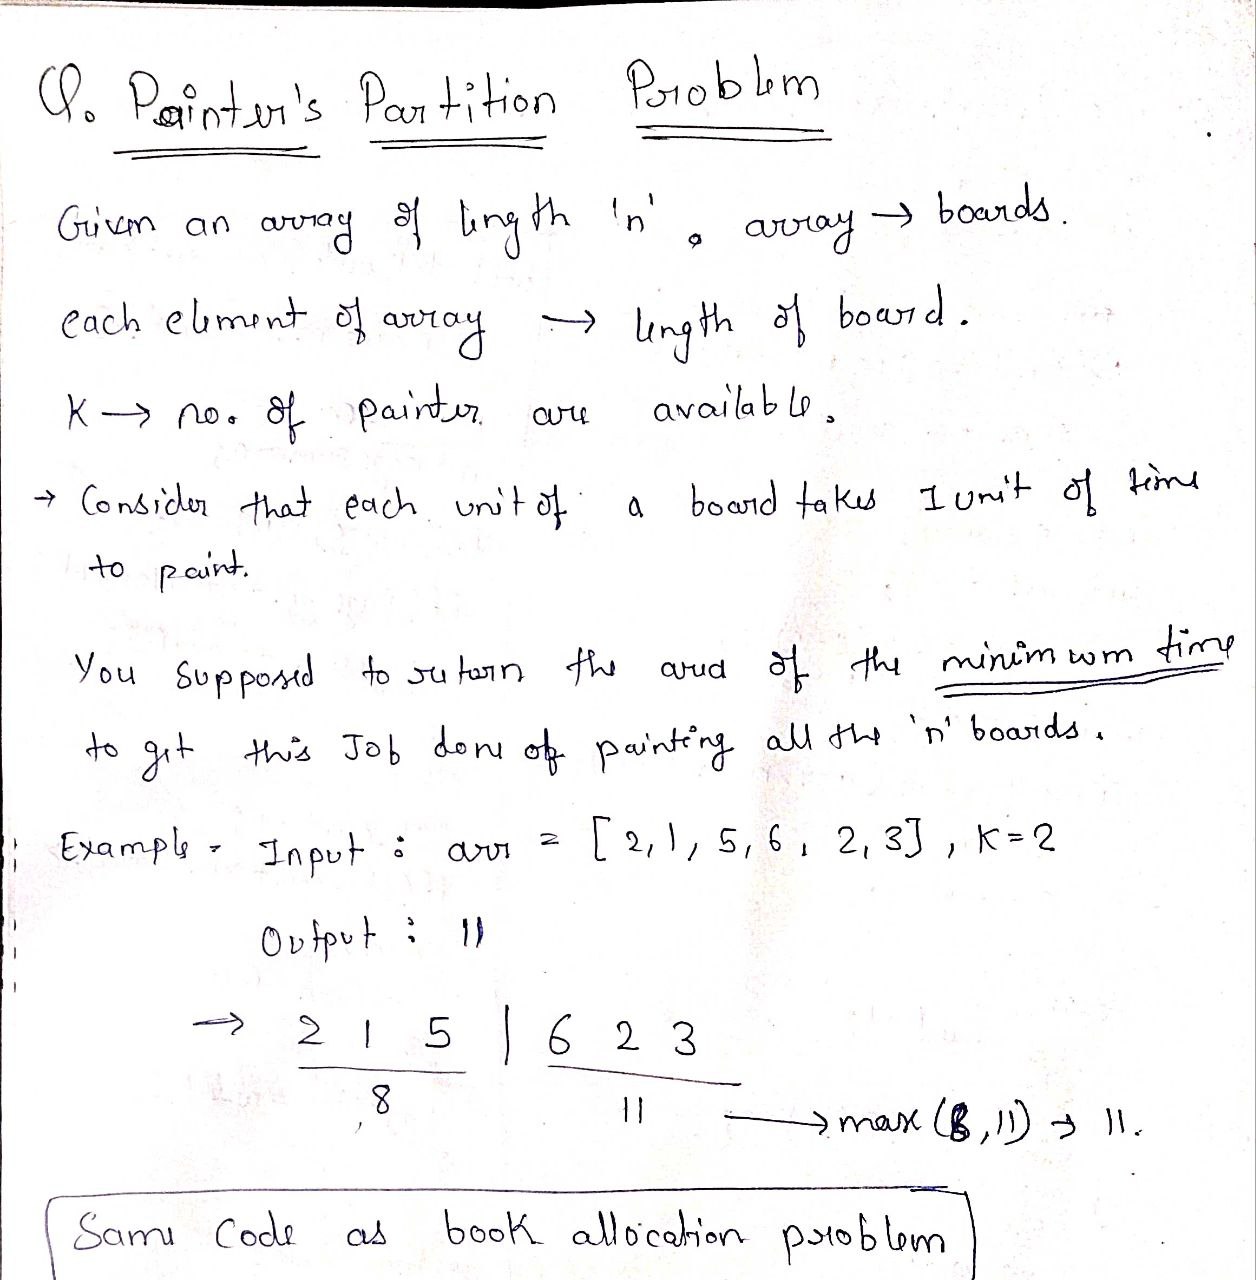 Q. Painter's Partition Problem
Given an array of length 'n', array → boards.
each element of array → length of board.
K → no. of painter are available.
→ Consider that each unit of a board takes 1 unit of time
to paint.
You supposed to return the area of the minimum time
to get this Job done of painting all the 'n' boards.
Example - Input : arr = [2, 1, 5, 6, 2, 3], K = 2
Output : 11
→ 2 1 5 | 6 2 3
8 11 → max (8, 11) → 11.
Same Code as book allocation problem